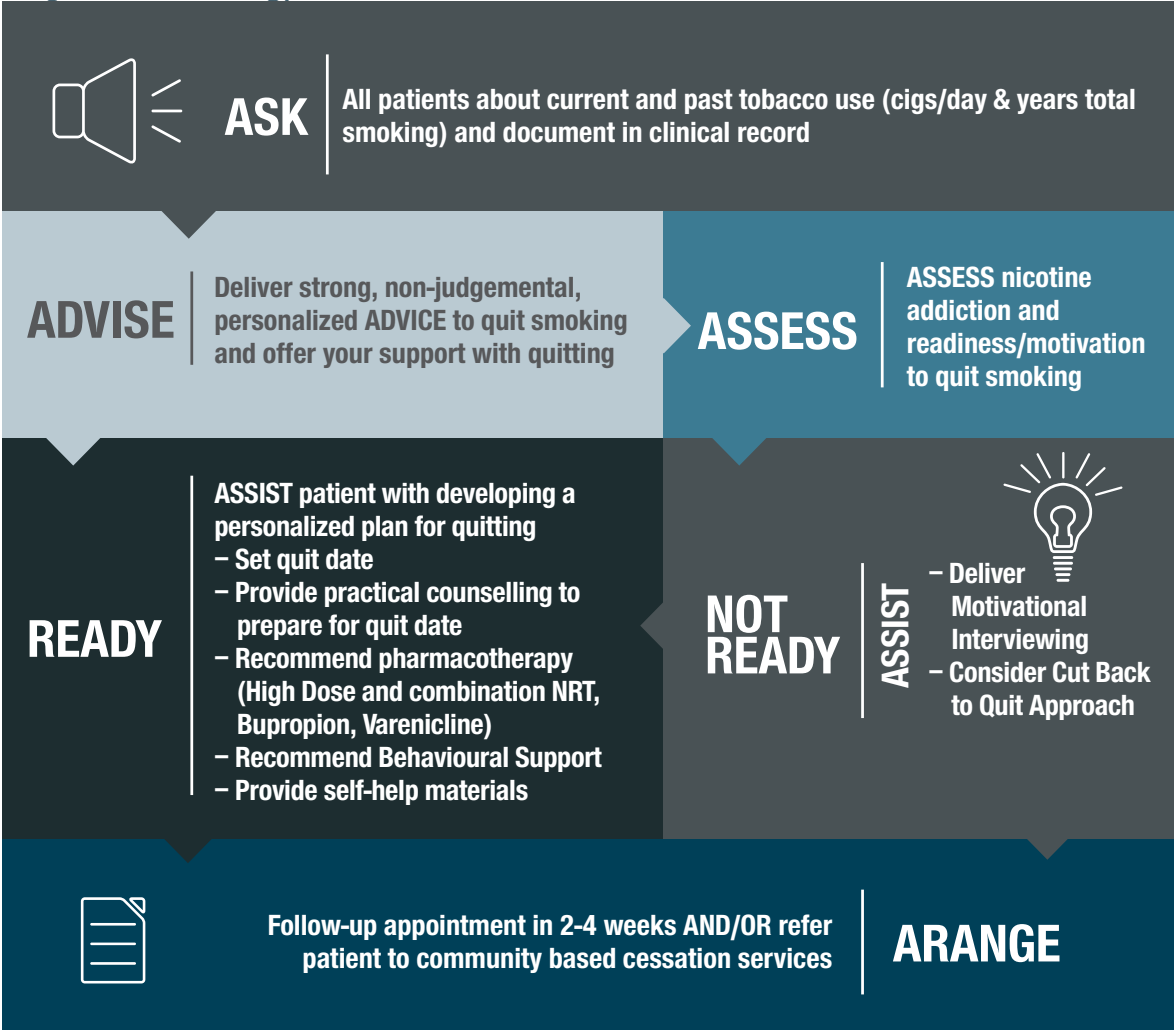 ASK
All patients about current and past tobacco use (cigs/day & years total
smoking) and document in clinical record
ADVISE
Deliver strong, non-judgemental,
personalized ADVICE to quit smoking
and offer your support with quitting
ASSESS
ASSESS nicotine
addiction and
readiness/motivation
to quit smoking
READY
ASSIST patient with developing a
personalized plan for quitting
– Set quit date
– Provide practical counselling to
prepare for quit date
– Recommend pharmacotherapy
(High Dose and combination NRT,
Bupropion, Varenicline)
– Recommend Behavioural Support
– Provide self-help materials
NOT
READY
ASSIST
– Deliver
Motivational
Interviewing
– Consider Cut Back
to Quit Approach
Follow-up appointment in 2-4 weeks AND/OR refer
patient to community based cessation services
ARANGE